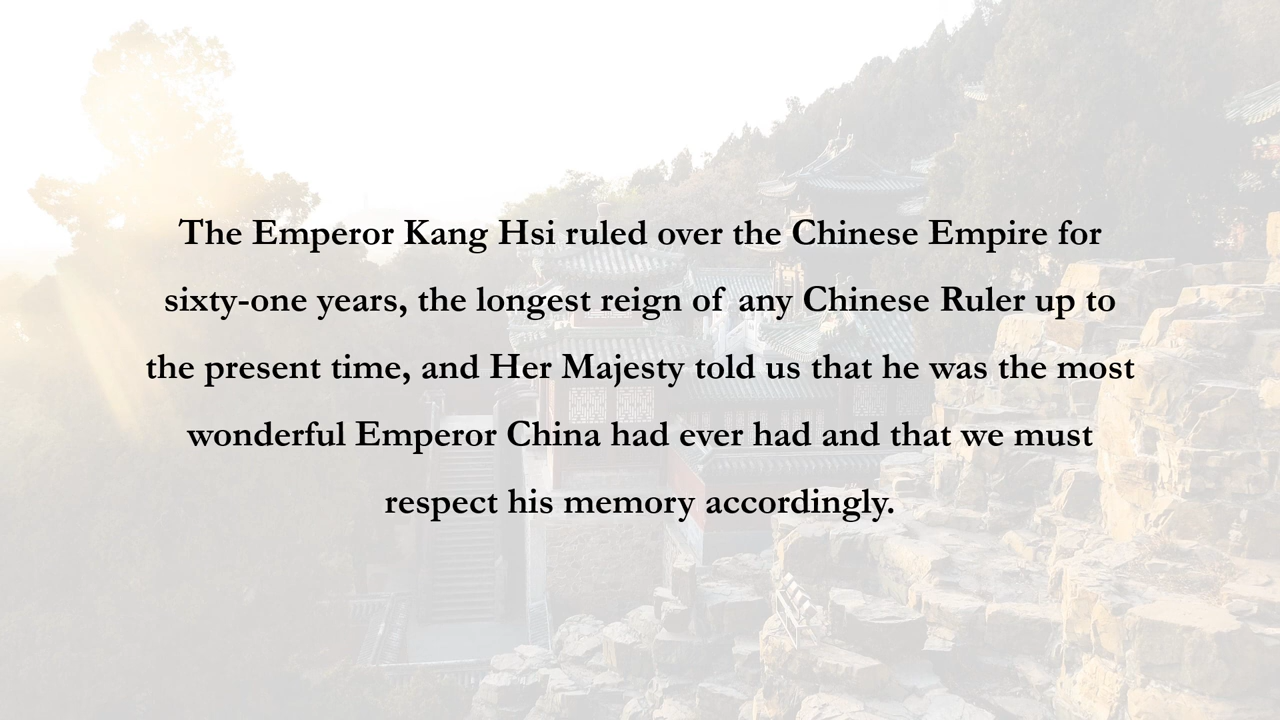 The Emperor Kang Hsi ruled over the Chinese Empire for
sixty-one years, the longest reign of any Chinese Ruler up to
the present time, and Her Majesty told us that he was the most
wonderful Emperor China had ever had and that we must
respect his memory accordingly.